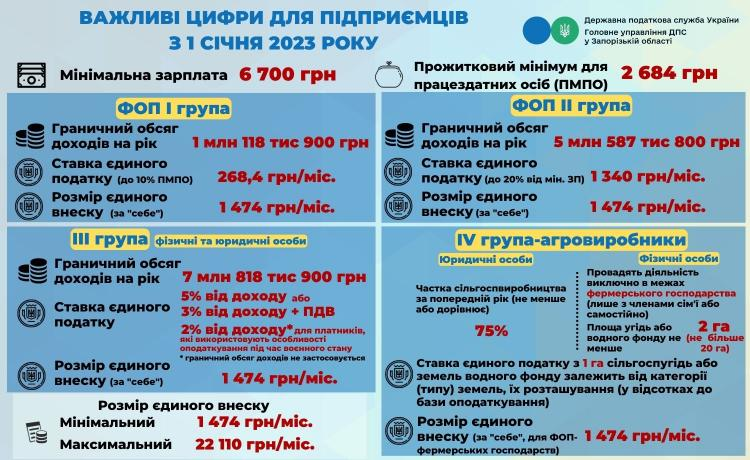 ВАЖЛИВІ ЦИФРИ ДЛЯ ПІДПРИЄМЦІВ
З 1 СІЧНЯ 2023 РОКУ
Державна податкова служба України
Головне управління ДПС
у Запорізькій області
Мінімальна зарплата 6 700 грн
Прожитковий мінімум для
працездатних осіб (ПМПО) 2 684 грн
ФОП І група
Граничний обсяг
доходів на рік 1 млн 118 тис 900 грн
Ставка єдиного
податку (до 10% ПМПО) 268,4 грн/міс.
Розмір єдиного
внеску (за "себе") 1 474 грн/міс.
ФОП ІІ група
Граничний обсяг
доходів на рік 5 млн 587 тис 800 грн
Ставка єдиного
податку (до 20% від мін. ЗП) 1 340 грн/міс.
Розмір єдиного
внеску (за "себе") 1 474 грн/міс.
ІІІ група фізичні та юридичні особи
Граничний обсяг
доходів на рік 7 млн 818 тис 900 грн
Ставка єдиного
податку
5% від доходу або
3% від доходу + ПДВ
2% від доходу* для платників,
які використовують особливості
оподаткування під час воєнного стану
* граничний обсяг доходів не застосовується
Розмір єдиного
внеску (за "себе") 1 474 грн/міс.
Розмір єдиного внеску
Мінімальний 1 474 грн/міс.
Максимальний 22 110 грн/міс.
IV група-агровиробники
Юридичні особи
Частка сільгоспвиробництва
за попередній рік (не менше
або дорівнює)
75%
Фізичні особи
Провадять діяльність
виключно в межах
фермерського господарства
(лише з членами сім'ї або
самостійно)
Площа угідь або
водного фонду не
менше
2 га
(не більше
20 га)
Ставка єдиного податку з 1 га сільгоспугідь або
земель водного фонду залежить від категорії
(типу) земель, їх розташування (у відсотках до
бази оподаткування)
Розмір єдиного
внеску (за "себе", для ФОП-
фермерських господарств) 1 474 грн/міс.